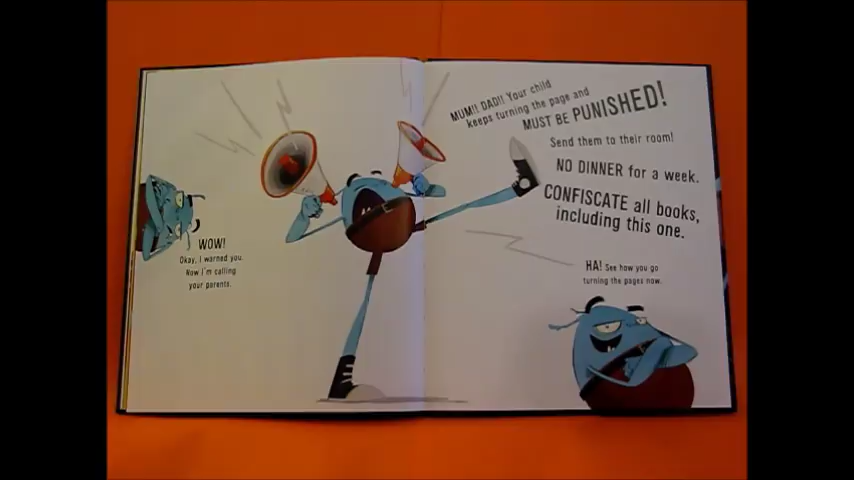 WOW!
Okay, I warned you.
Now I'm calling
your parents.
MUM!! DAD!! Your child
keeps turning the page and
MUST BE PUNISHED!
Send them to their room!
NO DINNER for a week.
CONFISCATE all books,
including this one.
HA! See how you go
turning the pages now.